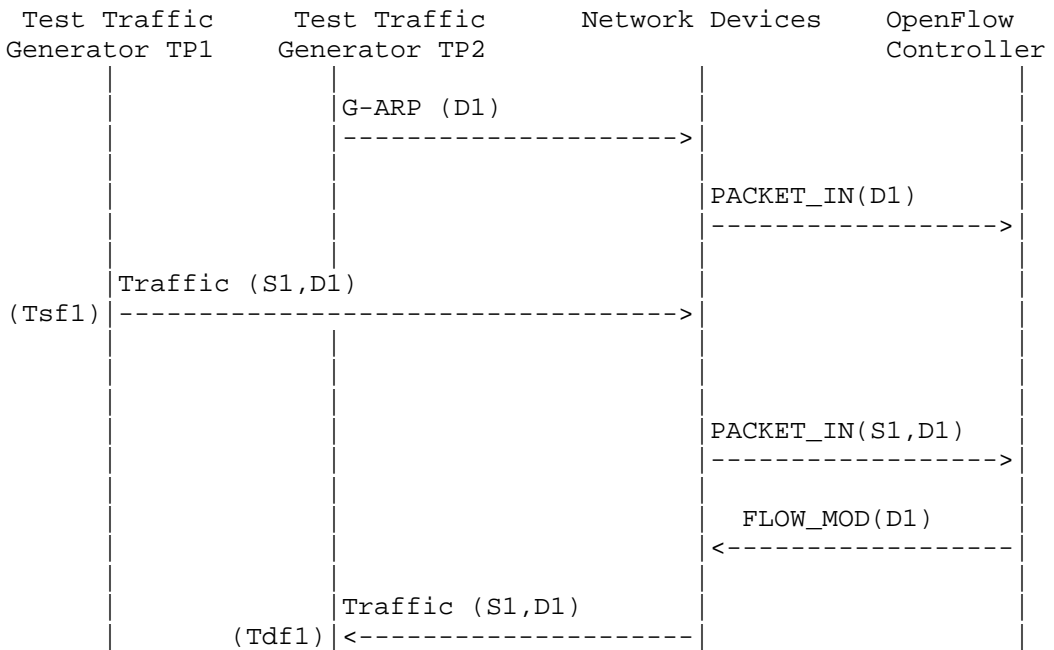 Test Traffic Test Traffic Network Devices OpenFlow
Generator TP1 Generator TP2 Controller
G-ARP (D1)
PACKET_IN(D1)
Traffic (S1,D1)
(Tsf1)
PACKET_IN(S1,D1)
FLOW_MOD(D1)
Traffic (S1,D1)
(Tdf1)